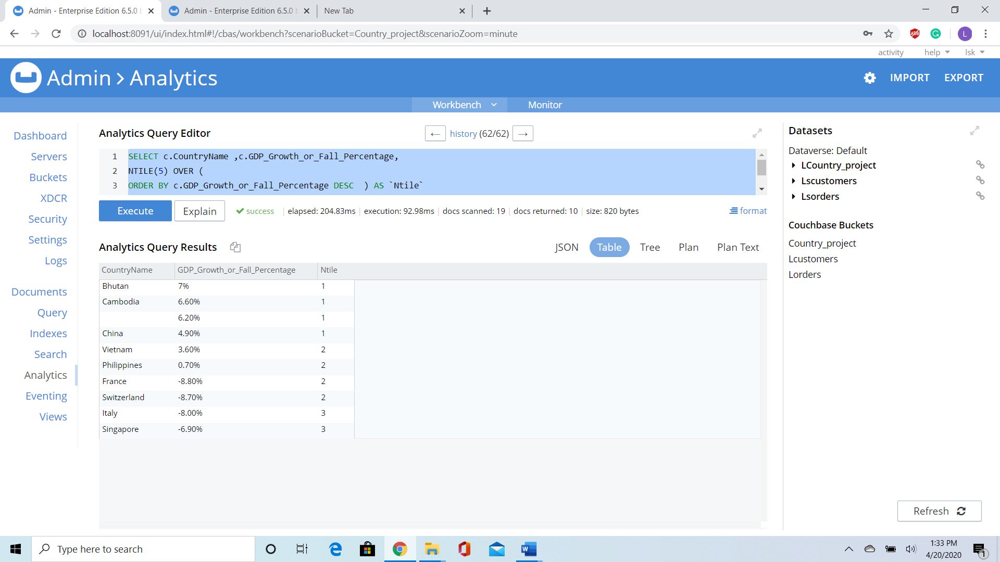 Admin - Enterprise Edition 6.5.0
Admin - Enterprise Edition 6.5.0
New Tab
localhost:8091/ui/index.html#!/cbas/workbench?scenarioBucket=Country_project&scenarioZoom=minute
ABP
G
L
activity help lsk
Admin > Analytics
IMPORT EXPORT
Workbench Monitor
Dashboard
Servers
Buckets
XDCR
Security
Settings
Logs
Documents
Query
Indexes
Search
Analytics
Eventing
Views
Analytics Query Editor
← history (62/62) →
1 SELECT c.CountryName ,c.GDP_Growth_or_Fall_Percentage,
2 NTILE(5) OVER (
3 ORDER BY c.GDP_Growth_or_Fall_Percentage DESC ) AS `Ntile`
Execute Explain success elapsed: 204.83ms execution: 92.98ms docs scanned: 19 docs returned: 10 size: 820 bytes format
Analytics Query Results
JSON Table Tree Plan Plan Text
CountryName GDP_Growth_or_Fall_Percentage Ntile
Bhutan 7% 1
Cambodia 6.60% 1
6.20% 1
China 4.90% 1
Vietnam 3.60% 2
Philippines 0.70% 2
France -8.80% 2
Switzerland -8.70% 2
Italy -8.00% 3
Singapore -6.90% 3
Datasets
Dataverse: Default
LCountry_project
Lscustomers
Lsorders
Couchbase Buckets
Country_project
Lcustomers
Lorders
Refresh
Type here to search
W
1:33 PM
4/20/2020
1